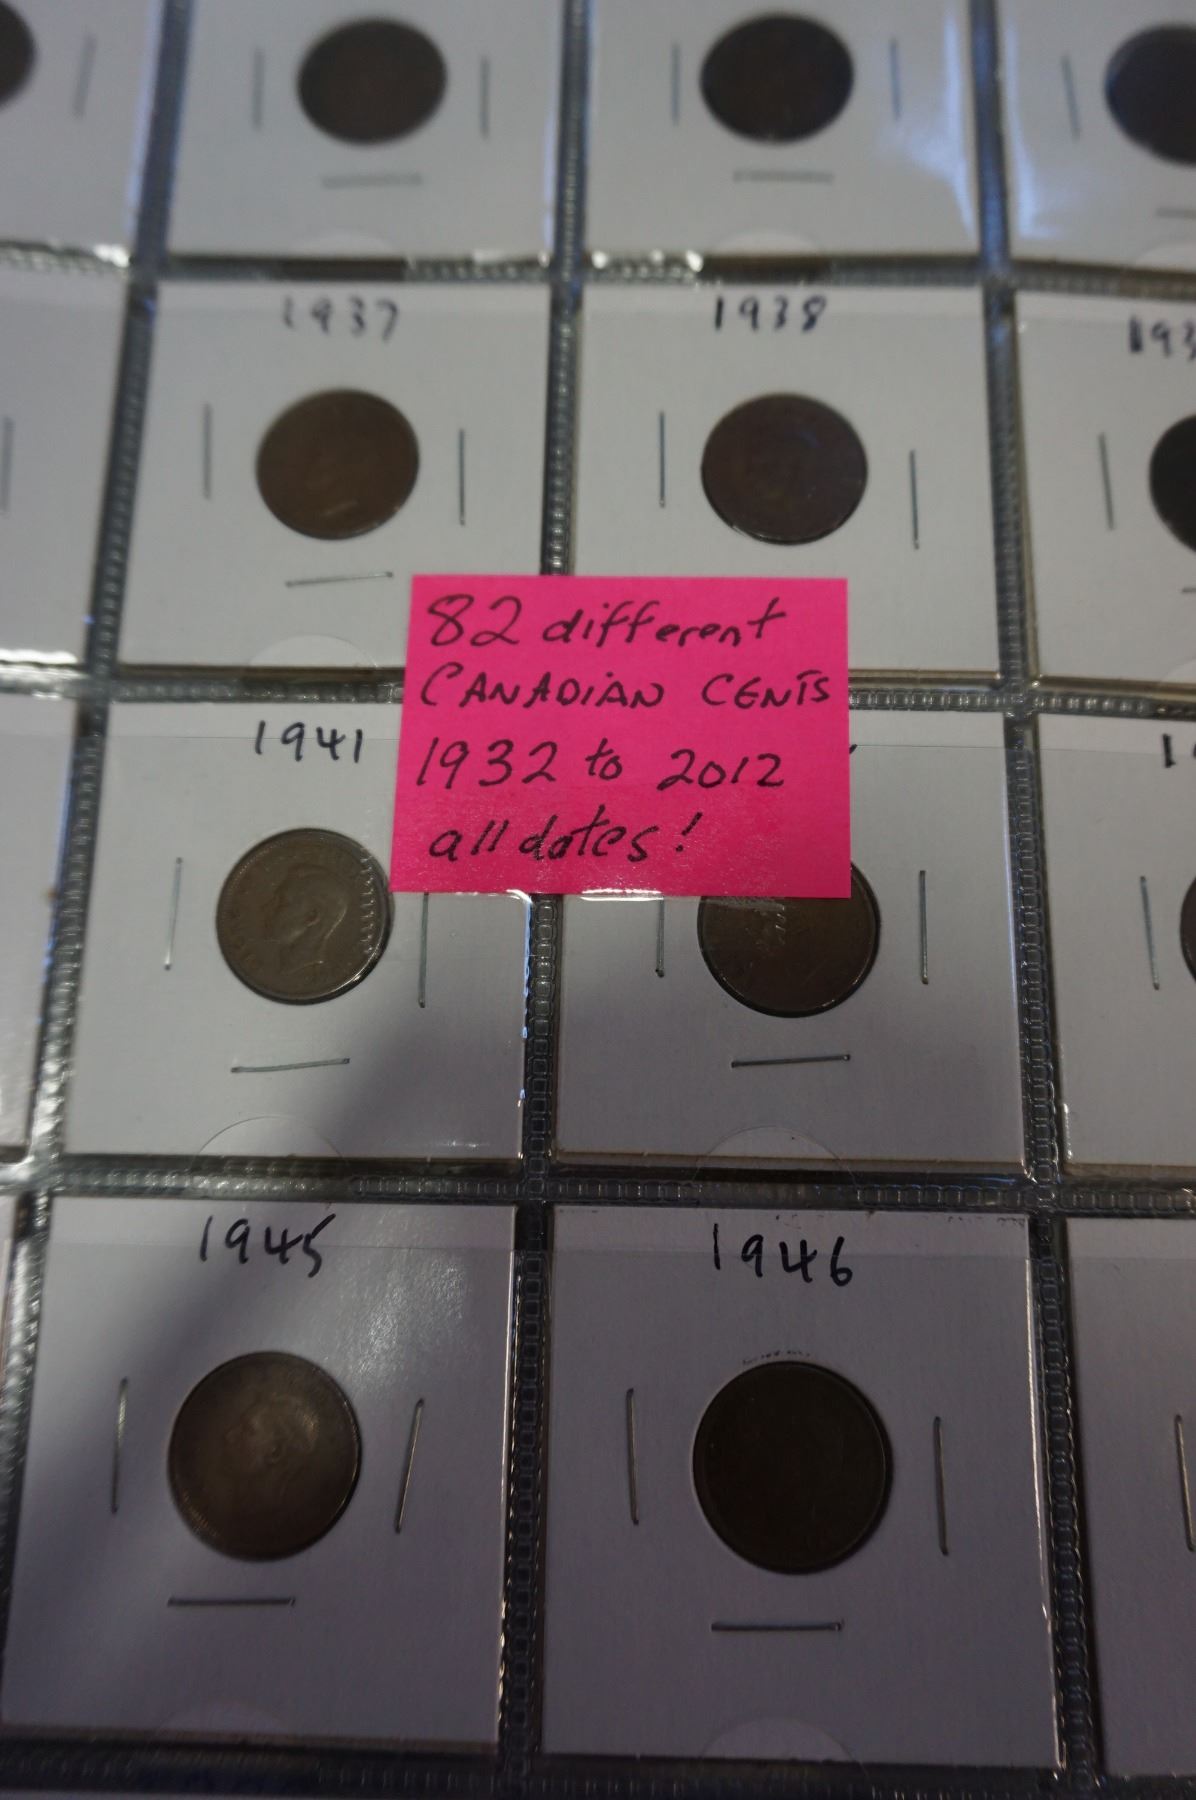 1937
1938
82 different
CANADIAN CENTS
1932 to 2012
all dates!
1941
1945
1946